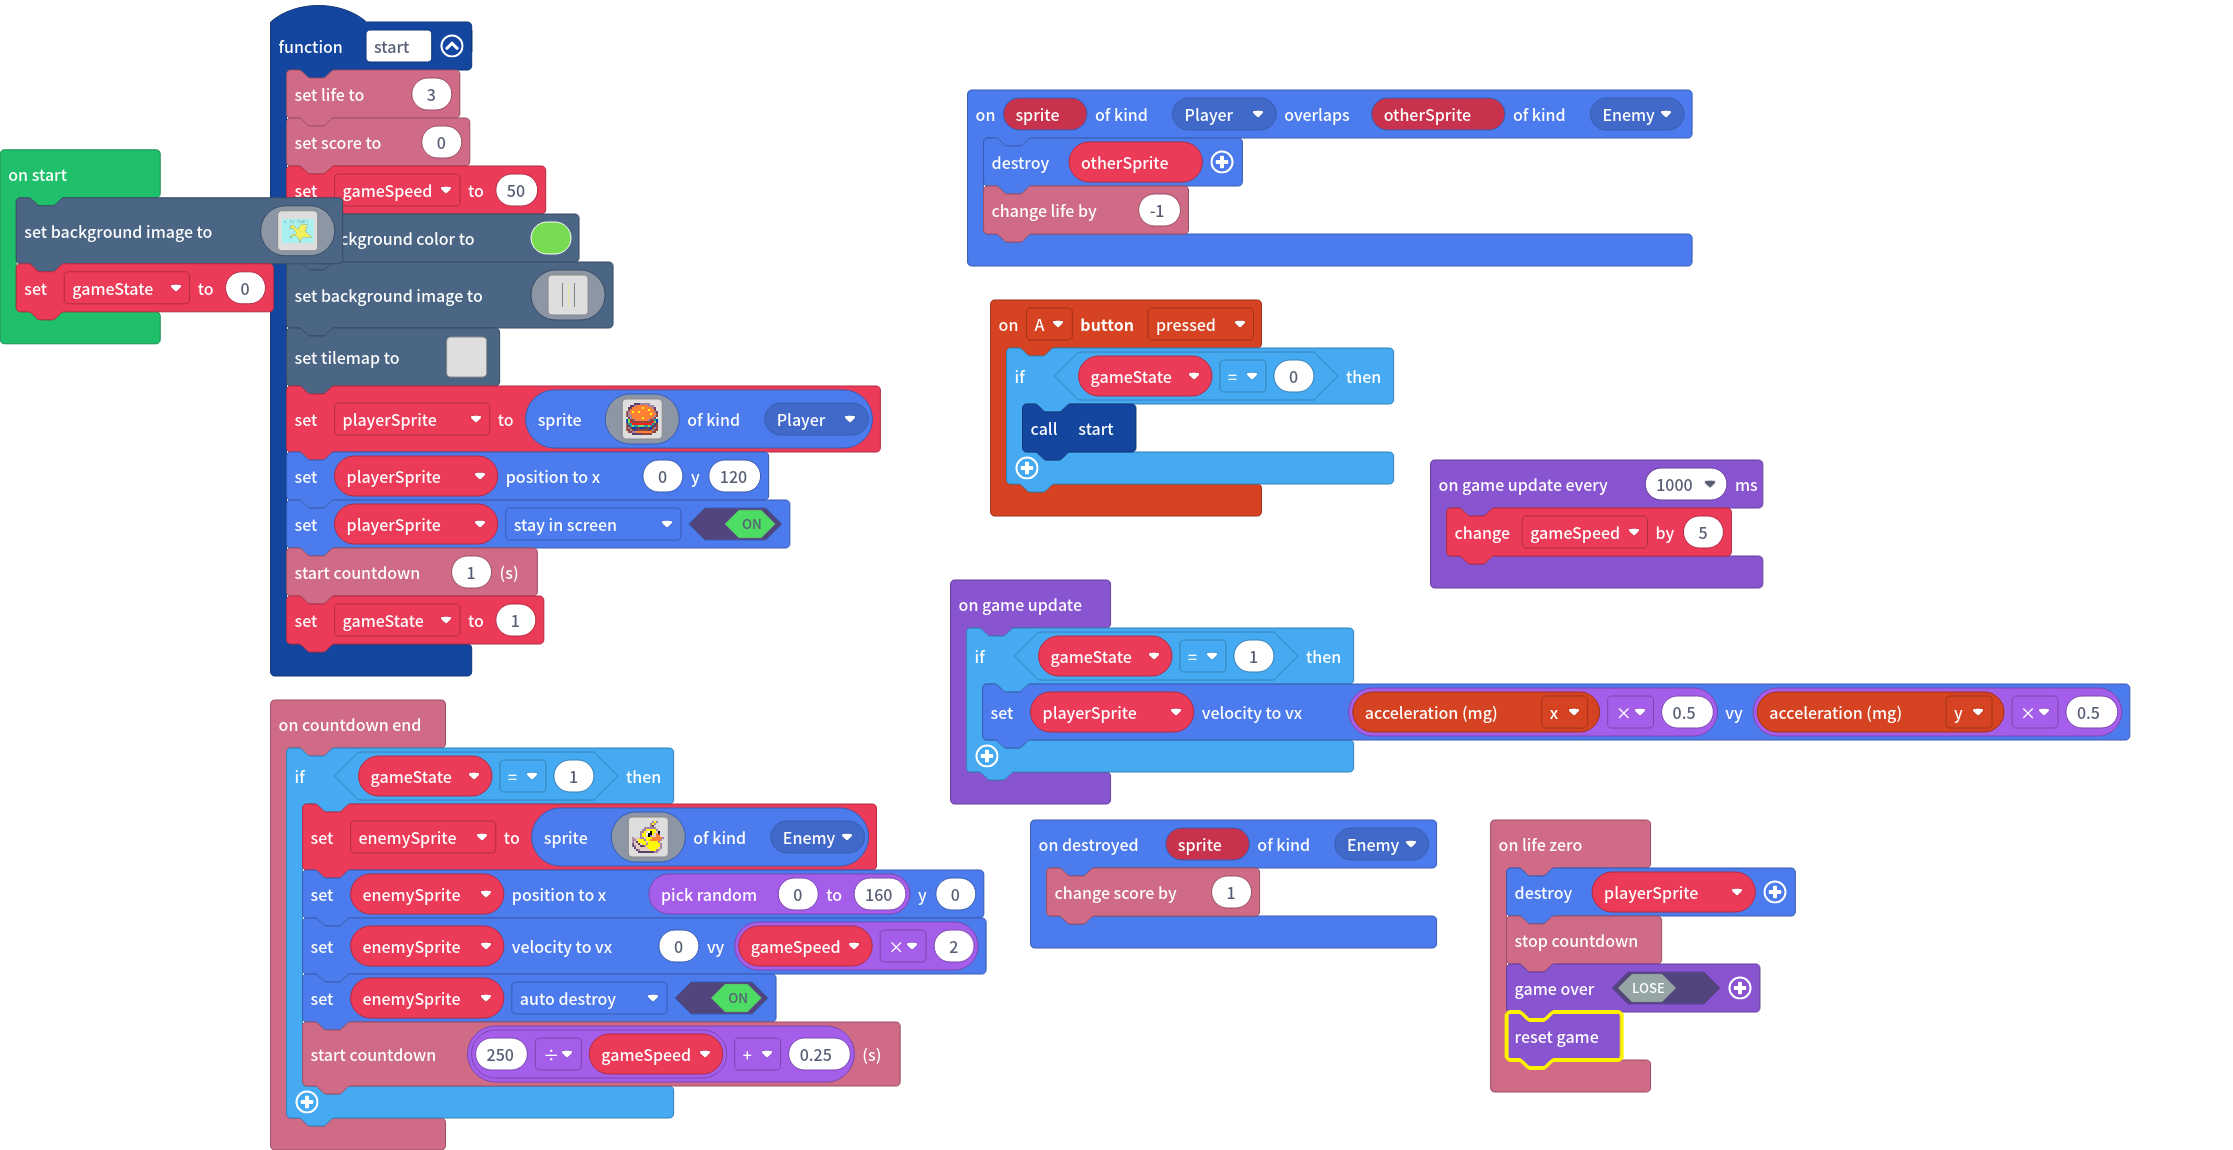 function start
set life to 3
set score to 0
set gameSpeed to 50
ckground color to
set background image to
set tilemap to
set playerSprite to sprite of kind Player
set playerSprite position to x 0 y 120
set playerSprite stay in screen ON
start countdown 1 (s)
set gameState to 1
on start
set background image to
set gameState to 0
on countdown end
if gameState = 1 then
set enemySprite to sprite of kind Enemy
set enemySprite position to x pick random 0 to 160 y 0
set enemySprite velocity to vx 0 vy gameSpeed × 2
set enemySprite auto destroy ON
start countdown 250 ÷ gameSpeed + 0.25 (s)
on sprite of kind Player overlaps otherSprite of kind Enemy
destroy otherSprite
change life by -1
on A button pressed
if gameState = 0 then
call start
on game update every 1000 ms
change gameSpeed by 5
on game update
if gameState = 1 then
set playerSprite velocity to vx acceleration (mg) x × 0.5 vy acceleration (mg) y × 0.5
on destroyed sprite of kind Enemy
change score by 1
on life zero
destroy playerSprite
stop countdown
game over LOSE
reset game